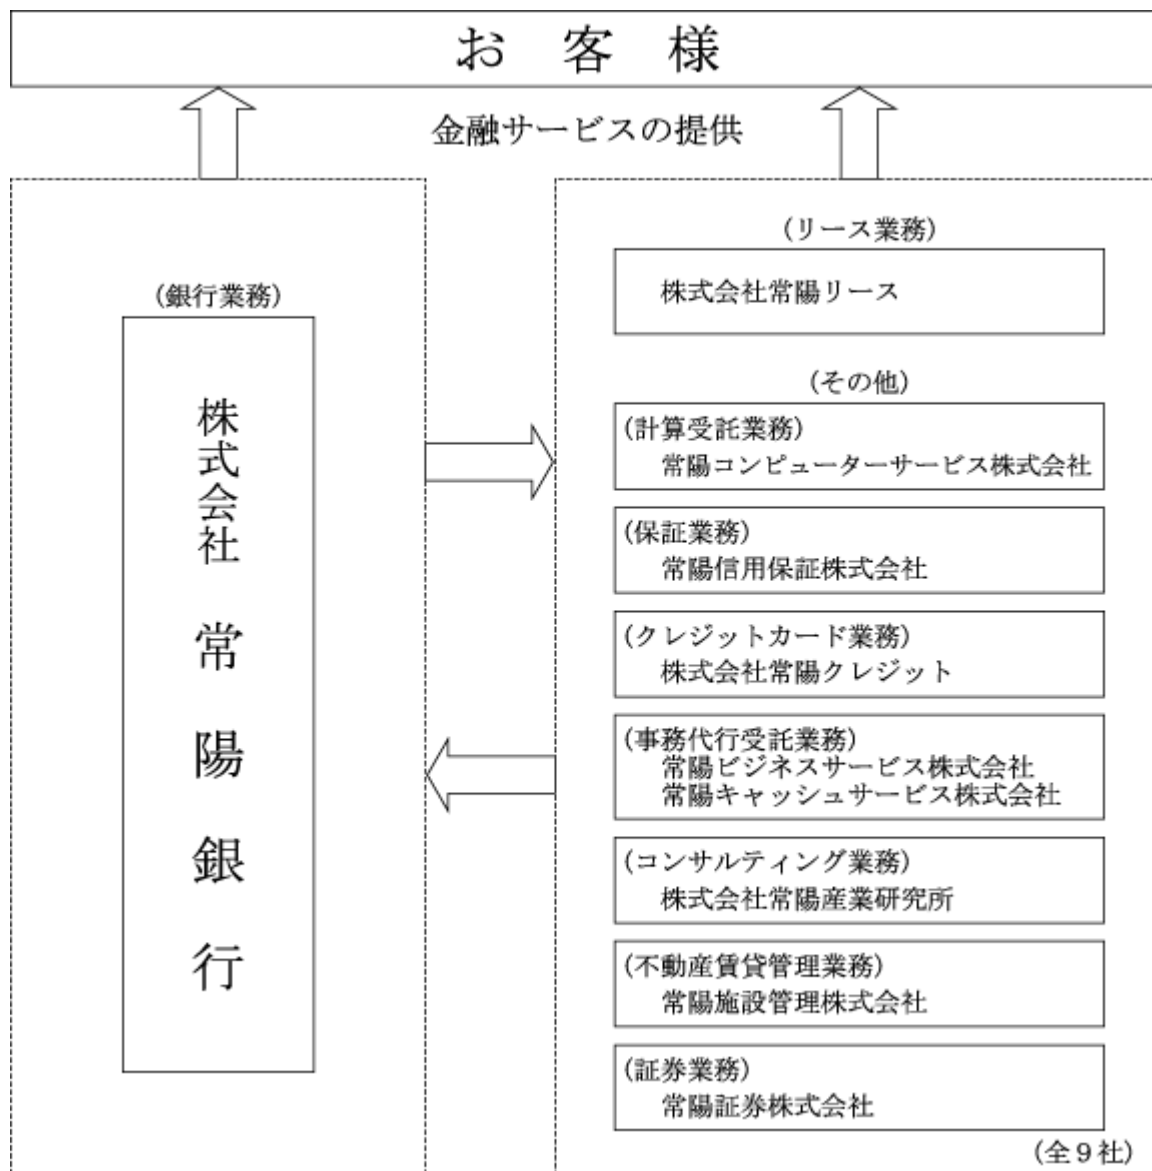 お 客 様
金融サービスの提供
(銀行業務)
株式会社 常陽銀行
(リース業務)
株式会社常陽リース
(その他)
(計算受託業務)
常陽コンピューターサービス株式会社
(保証業務)
常陽信用保証株式会社
(クレジットカード業務)
株式会社常陽クレジット
(事務代行受託業務)
常陽ビジネスサービス株式会社
常陽キャッシュサービス株式会社
(コンサルティング業務)
株式会社常陽産業研究所
(不動産賃貸管理業務)
常陽施設管理株式会社
(証券業務)
常陽証券株式会社
(全9社)